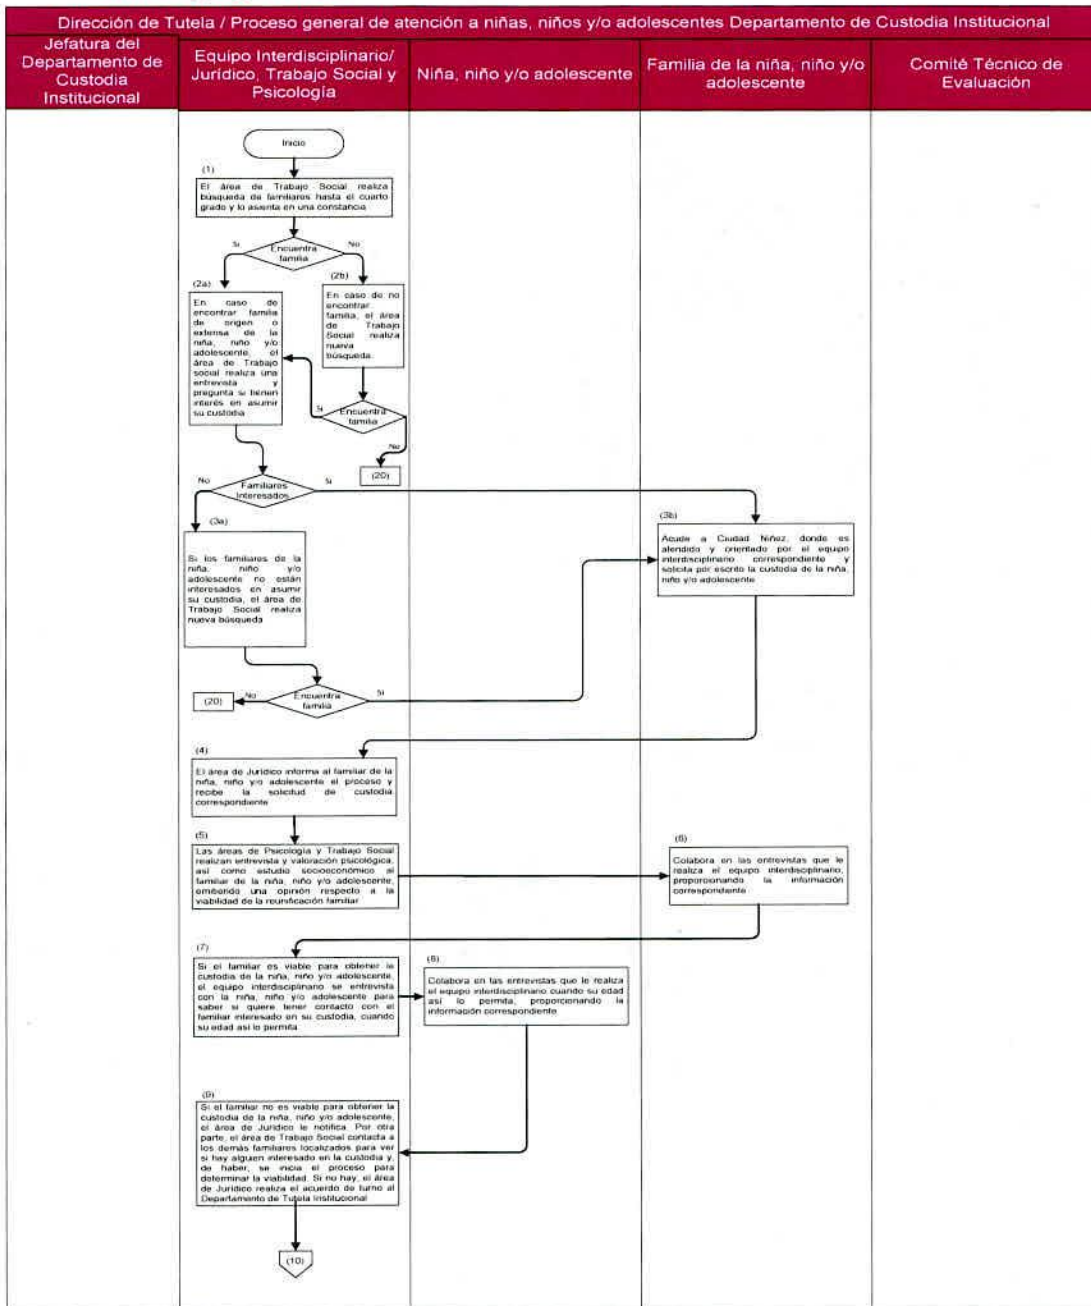 Dirección de Tutela / Proceso general de atención a niñas, niños y/o adolescentes Departamento de Custodia Institucional
Jefatura del
Departamento de
Custodia
Institucional
Equipo Interdisciplinario/
Jurídico, Trabajo Social y
Psicología
Niña, niño y/o adolescente
Familia de la niña, niño y/o
adolescente
Comité Técnico de
Evaluación
Inicio
(1)
El área de Trabajo Social realiza
búsqueda de familiares hasta el cuarto
grado y lo asienta en una constancia
Si
Encuentra
familia
No
(2a)
En caso de
encontrar familia
de origen o
extensa de la
niña, niño y/o
adolescente, el
área de Trabajo
social realiza una
entrevista y
pregunta si tienen
interés en asumir
su custodia
(2b)
En caso de no
encontrar
familia, el área
de Trabajo
Social realiza
nueva
búsqueda.
Si
Encuentra
familia
No
(20)
No
Familiares
Interesados
Si
(3a)
Si los familiares de la
niña, niño y/o
adolescente no están
interesados en asumir
su custodia, el área de
Trabajo Social realiza
nueva búsqueda
(3b)
Acude a Ciudad Niñez, donde es
atendido y orientado por el equipo
interdisciplinario correspondiente y
solicita por escrito la custodia de la niña,
niño y/o adolescente
(20)
No
Encuentra
familia
Si
(4)
El área de Jurídico informa al familiar de la
niña, niño y/o adolescente el proceso y
recibe la solicitud de custodia
correspondiente
(5)
Las áreas de Psicología y Trabajo Social
realizan entrevista y valoración psicológica,
así como estudio socioeconómico al
familiar de la niña, niño y/o adolescente,
emitiendo una opinión respecto a la
viabilidad de la reunificación familiar
(6)
Colabora en las entrevistas que le
realiza el equipo interdisciplinario,
proporcionando la información
correspondiente
(7)
Si el familiar es viable para obtener la
custodia de la niña, niño y/o adolescente,
el equipo interdisciplinario se entrevista
con la niña, niño y/o adolescente para
saber si quiere tener contacto con el
familiar interesado en su custodia, cuando
su edad así lo permita
(8)
Colabora en las entrevistas que le realiza
el equipo interdisciplinario cuando su edad
así lo permita, proporcionando la
información correspondiente
(9)
Si el familiar no es viable para obtener la
custodia de la niña, niño y/o adolescente,
el área de Jurídico le notifica. Por otra
parte, el área de Trabajo Social contacta a
los demás familiares localizados para ver
si hay alguien interesado en la custodia y,
de haber, se inicia el proceso para
determinar la viabilidad. Si no hay, el área
de Jurídico realiza el acuerdo de turno al
Departamento de Tutela Institucional
(10)